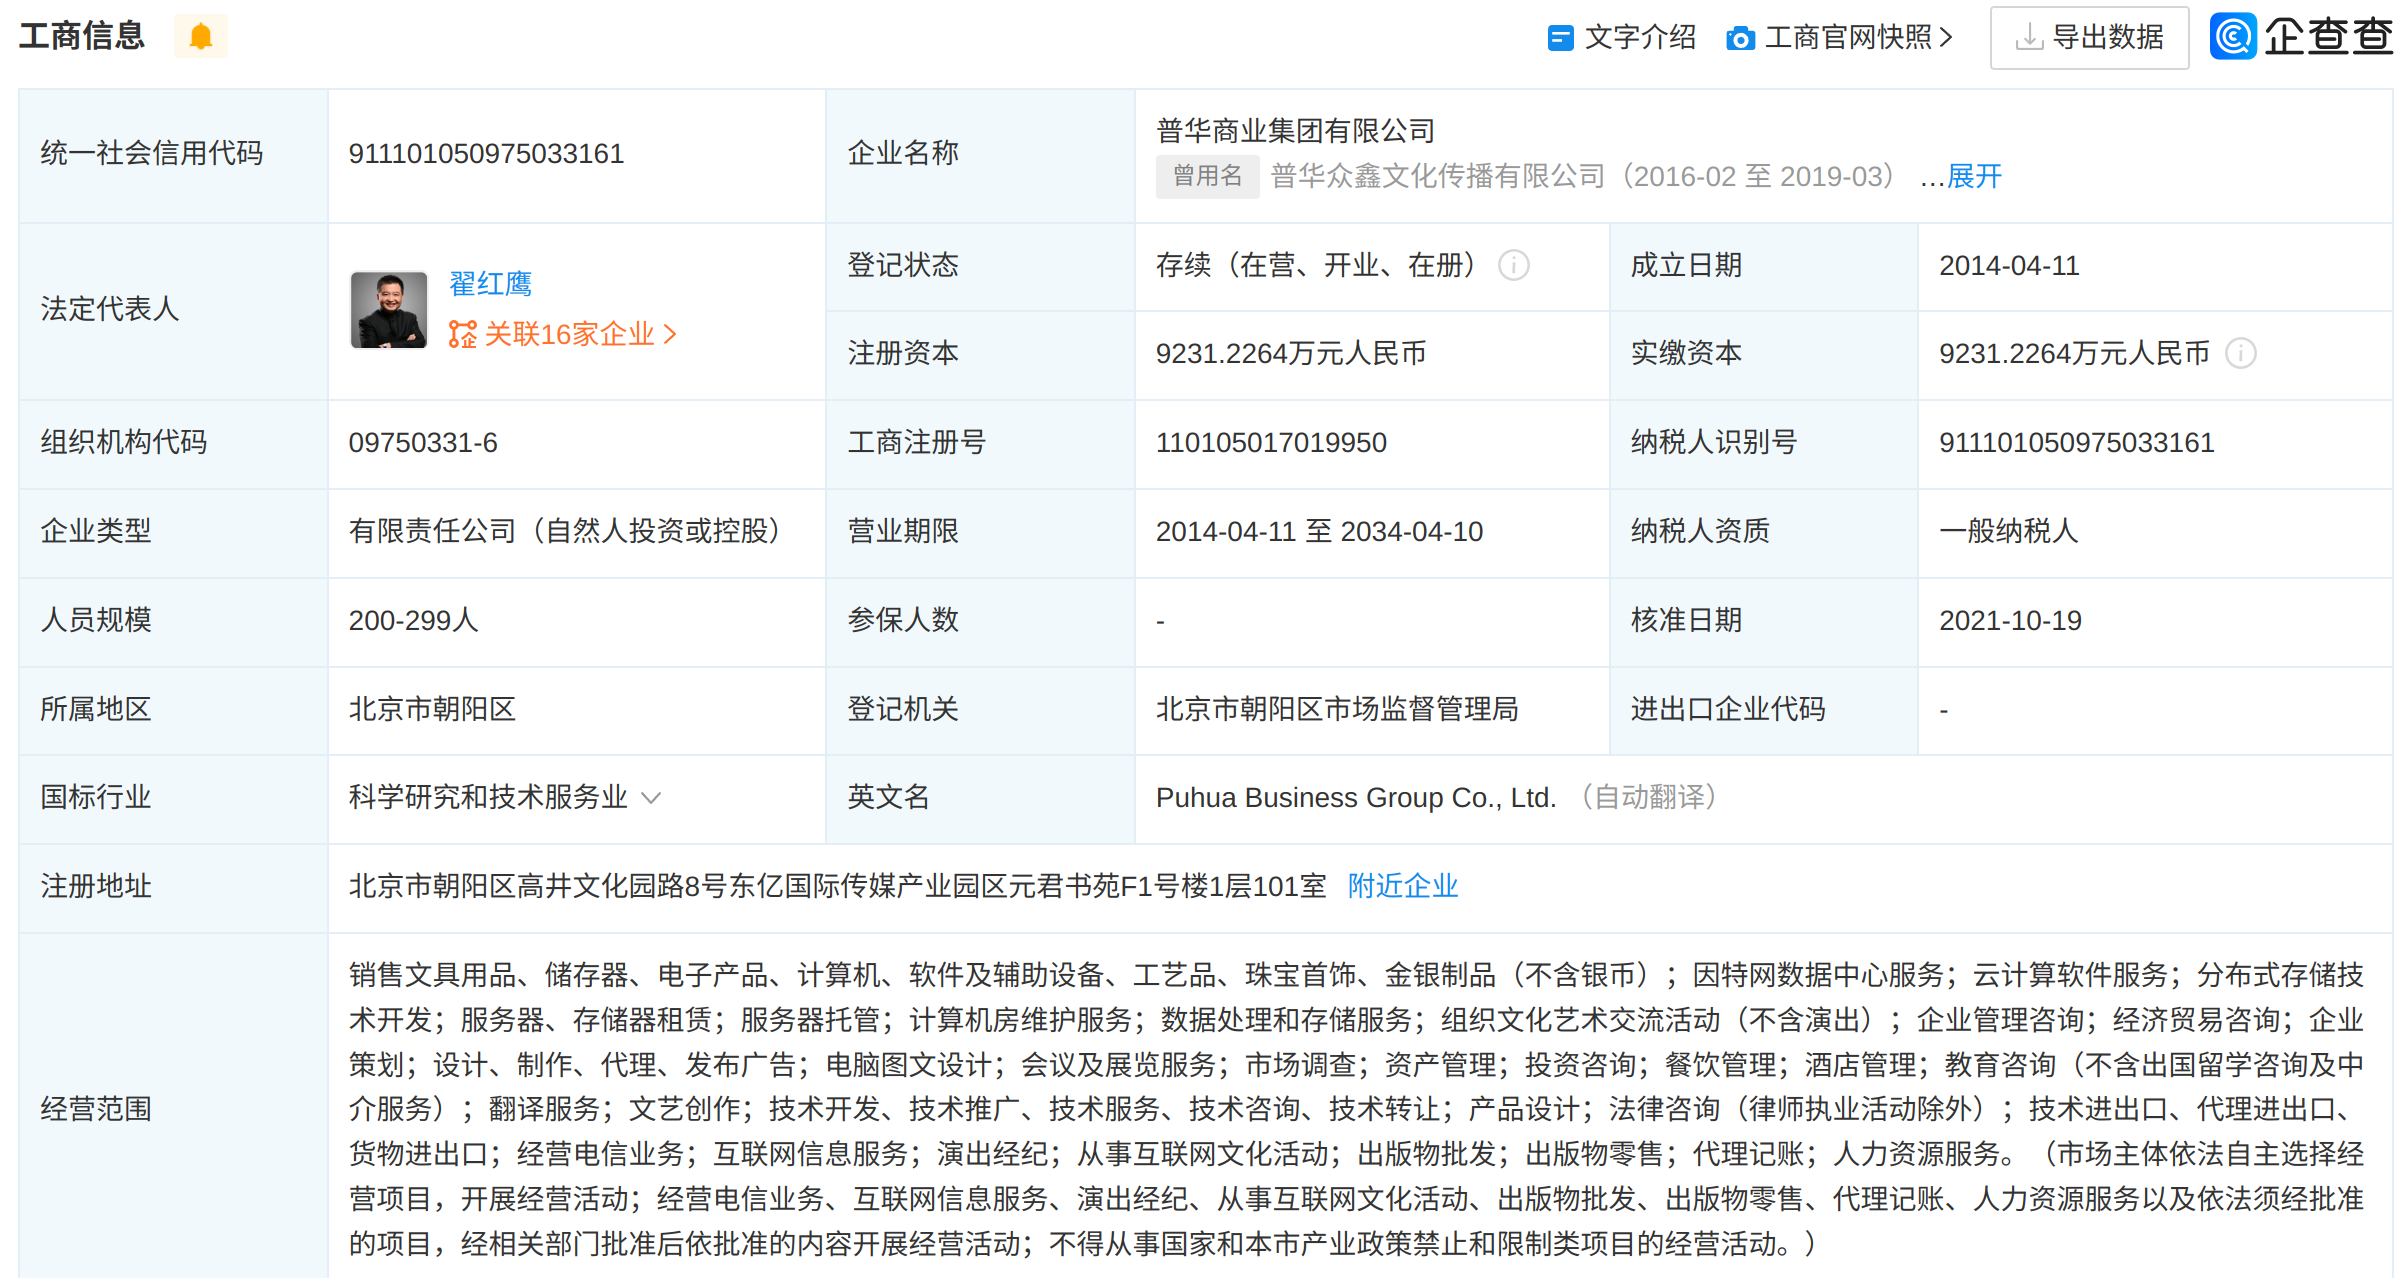 工商信息
文字介绍 工商官网快照 导出数据 企查查
统一社会信用代码 911101050975033161 企业名称 普华商业集团有限公司
曾用名 普华众鑫文化传播有限公司（2016-02 至 2019-03） ...展开
法定代表人 翟红鹰
关联16家企业
登记状态 存续（在营、开业、在册） 成立日期 2014-04-11
注册资本 9231.2264万元人民币 实缴资本 9231.2264万元人民币
组织机构代码 09750331-6 工商注册号 110105017019950 纳税人识别号 911101050975033161
企业类型 有限责任公司（自然人投资或控股） 营业期限 2014-04-11 至 2034-04-10 纳税人资质 一般纳税人
人员规模 200-299人 参保人数 - 核准日期 2021-10-19
所属地区 北京市朝阳区 登记机关 北京市朝阳区市场监督管理局 进出口企业代码 -
国标行业 科学研究和技术服务业 英文名 Puhua Business Group Co., Ltd. （自动翻译）
注册地址 北京市朝阳区高井文化园路8号东亿国际传媒产业园区元君书苑F1号楼1层101室 附近企业
经营范围
销售文具用品、储存器、电子产品、计算机、软件及辅助设备、工艺品、珠宝首饰、金银制品（不含银币）；因特网数据中心服务；云计算软件服务；分布式存储技
术开发；服务器、存储器租赁；服务器托管；计算机房维护服务；数据处理和存储服务；组织文化艺术交流活动（不含演出）；企业管理咨询；经济贸易咨询；企业
策划；设计、制作、代理、发布广告；电脑图文设计；会议及展览服务；市场调查；资产管理；投资咨询；餐饮管理；酒店管理；教育咨询（不含出国留学咨询及中
介服务）；翻译服务；文艺创作；技术开发、技术推广、技术服务、技术咨询、技术转让；产品设计；法律咨询（律师执业活动除外）；技术进出口、代理进出口、
货物进出口；经营电信业务；互联网信息服务；演出经纪；从事互联网文化活动；出版物批发；出版物零售；代理记账；人力资源服务。（市场主体依法自主选择经
营项目，开展经营活动；经营电信业务、互联网信息服务、演出经纪、从事互联网文化活动、出版物批发、出版物零售、代理记账、人力资源服务以及依法须经批准
的项目，经相关部门批准后依批准的内容开展经营活动；不得从事国家和本市产业政策禁止和限制类项目的经营活动。）